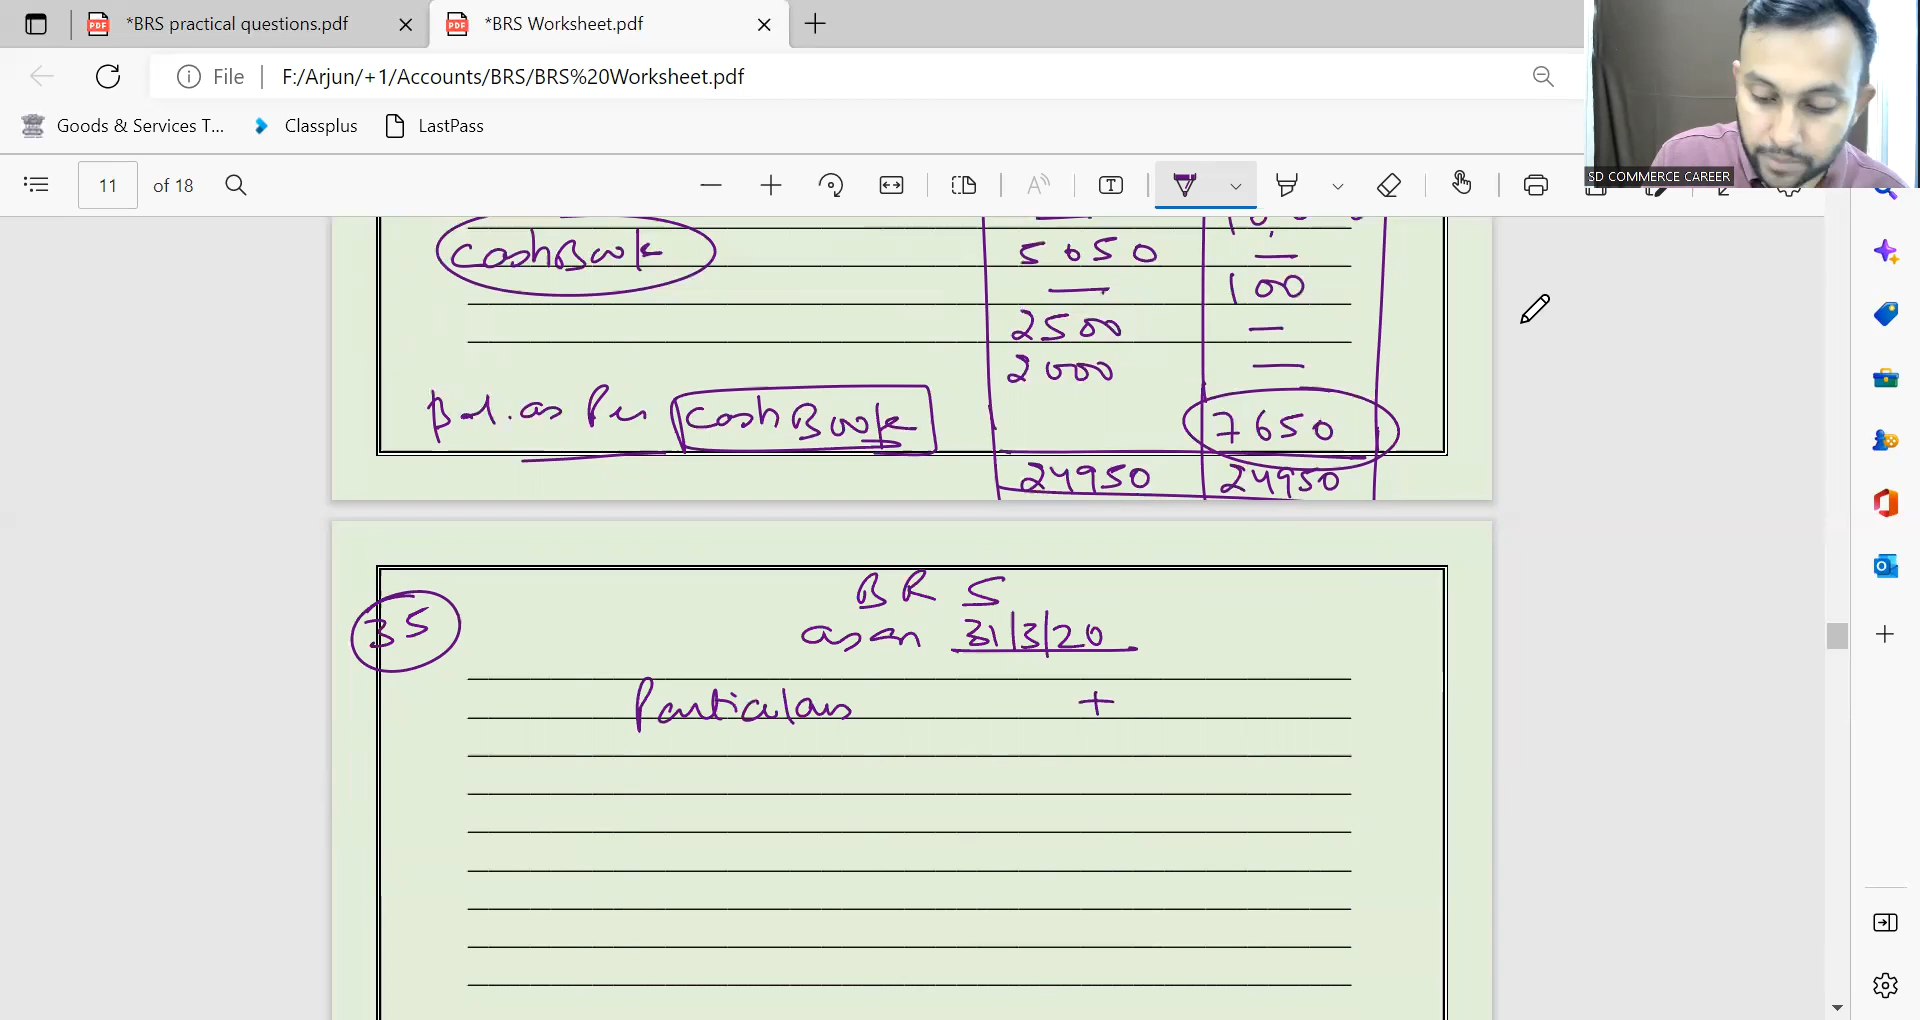 *BRS practical questions.pdf
*BRS Worksheet.pdf
File
F:/Arjun/+1/Accounts/BRS/BRS%20Worksheet.pdf
Goods & Services T...
Classplus
LastPass
11 of 18
SD COMMERCE CAREER
Cash Book 5050 —
— 100
2500 —
2000 —
Bal. as Per Cash Book 7650
24950 24950
35
BRS
as on 31/3/20
Particulars +